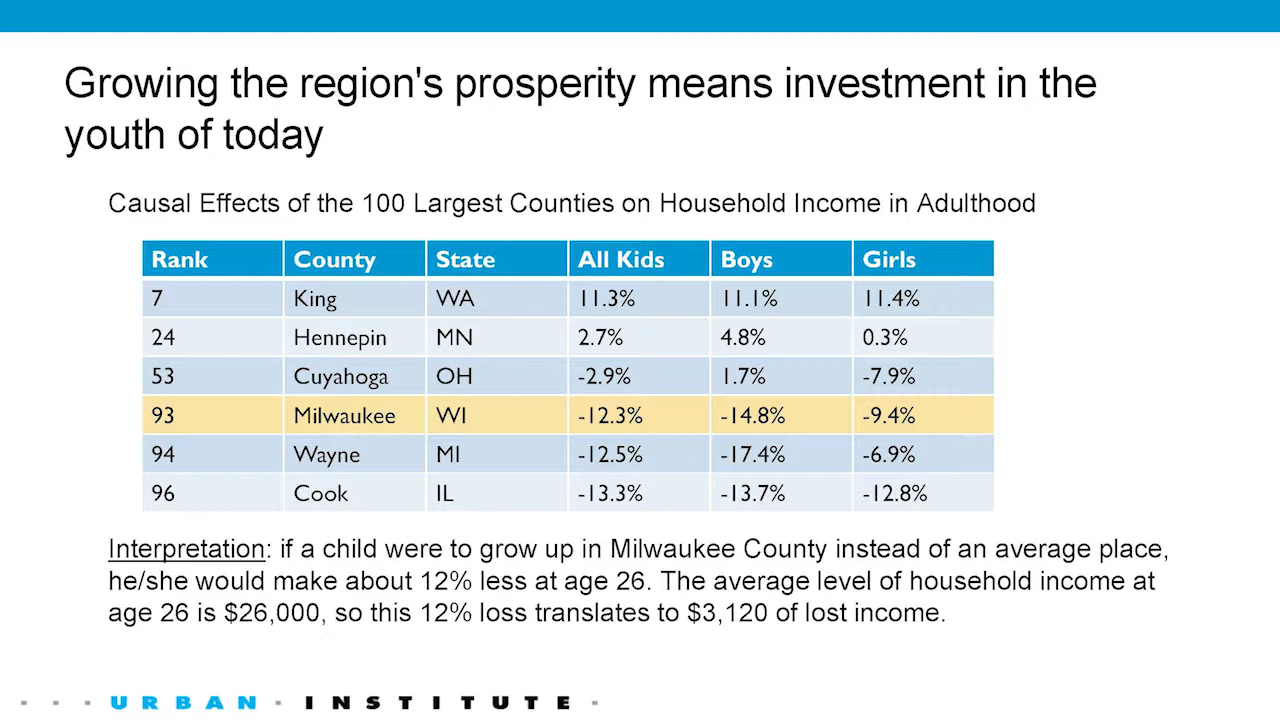 Growing the region's prosperity means investment in the
youth of today
Causal Effects of the 100 Largest Counties on Household Income in Adulthood
Rank County State All Kids Boys Girls
7 King WA 11.3% 11.1% 11.4%
24 Hennepin MN 2.7% 4.8% 0.3%
53 Cuyahoga OH -2.9% 1.7% -7.9%
93 Milwaukee WI -12.3% -14.8% -9.4%
94 Wayne MI -12.5% -17.4% -6.9%
96 Cook IL -13.3% -13.7% -12.8%
Interpretation: if a child were to grow up in Milwaukee County instead of an average place,
he/she would make about 12% less at age 26. The average level of household income at
age 26 is $26,000, so this 12% loss translates to $3,120 of lost income.
URBAN INSTITUTE